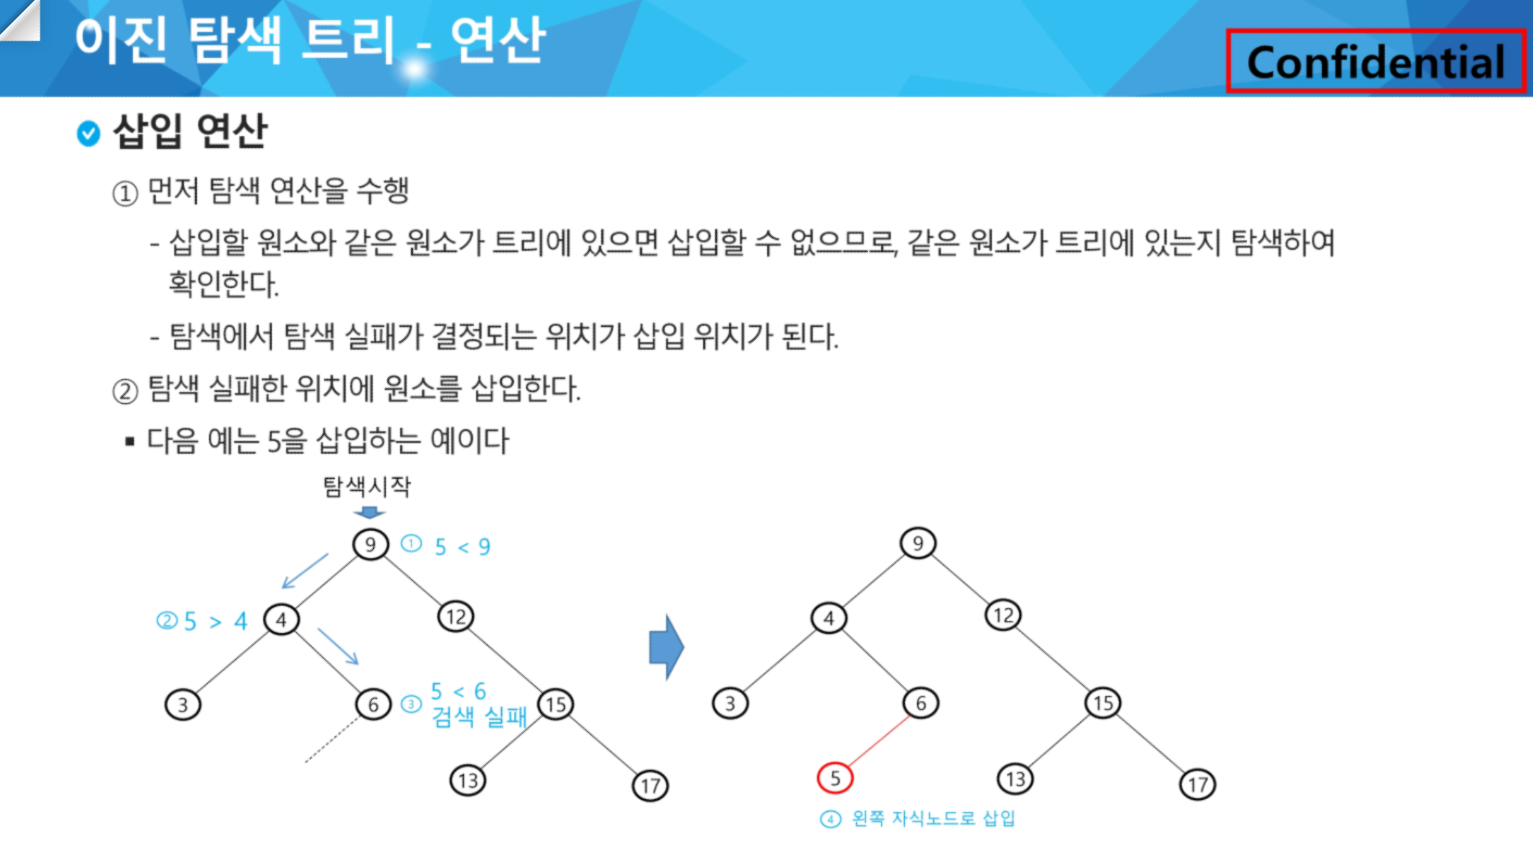 이진 탐색 트리 - 연산
Confidential
삽입 연산
① 먼저 탐색 연산을 수행
- 삽입할 원소와 같은 원소가 트리에 있으면 삽입할 수 없으므로, 같은 원소가 트리에 있는지 탐색하여
확인한다.
- 탐색에서 탐색 실패가 결정되는 위치가 삽입 위치가 된다.
② 탐색 실패한 위치에 원소를 삽입한다.
▪ 다음 예는 5을 삽입하는 예이다
탐색시작
9 ① 5 < 9
② 5 > 4 4 12
3 6 ③ 5 < 6 15
검색 실패
13 17
9
4 12
3 6 15
5 13 17
④ 왼쪽 자식노드로 삽입